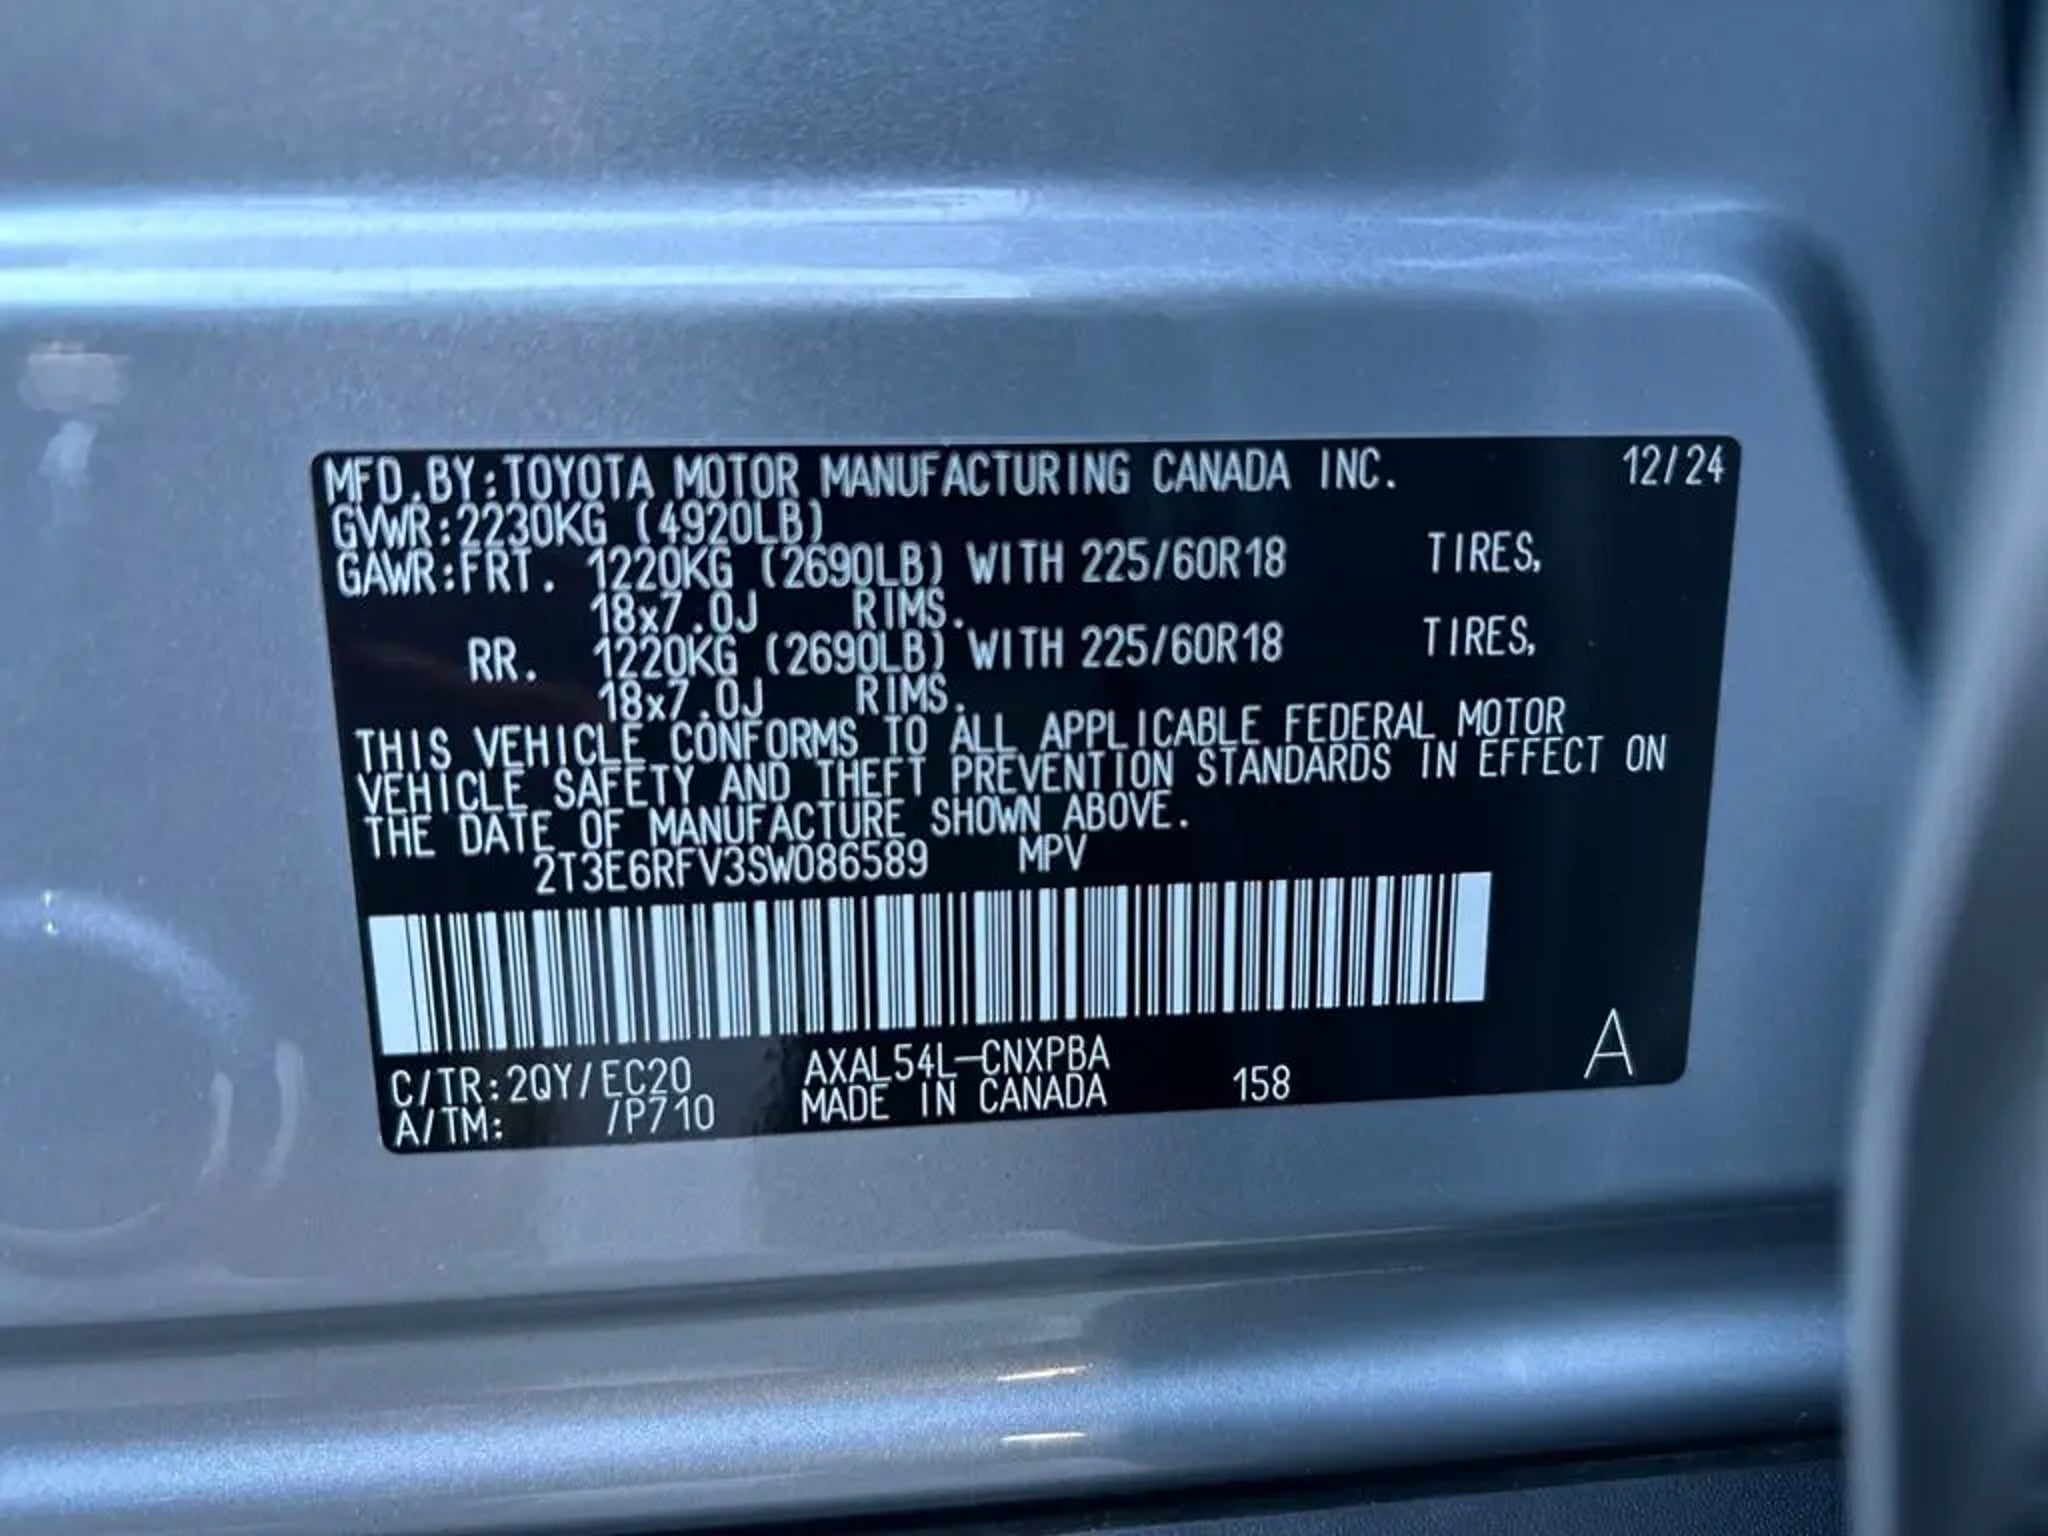 MFD.BY:TOYOTA MOTOR MANUFACTURING CANADA INC. 12/24
GVWR:2230KG (4920LB)
GAWR:FRT. 1220KG (2690LB) WITH 225/60R18 TIRES,
18x7.0J RIMS.
RR. 1220KG (2690LB) WITH 225/60R18 TIRES,
18x7.0J RIMS.
THIS VEHICLE CONFORMS TO ALL APPLICABLE FEDERAL MOTOR
VEHICLE SAFETY AND THEFT PREVENTION STANDARDS IN EFFECT ON
THE DATE OF MANUFACTURE SHOWN ABOVE.
2T3E6RFV3SW086589 MPV
C/TR:2QY/EC20 AXAL54L-CNXPBA
A/TM: /P710 MADE IN CANADA 158 A